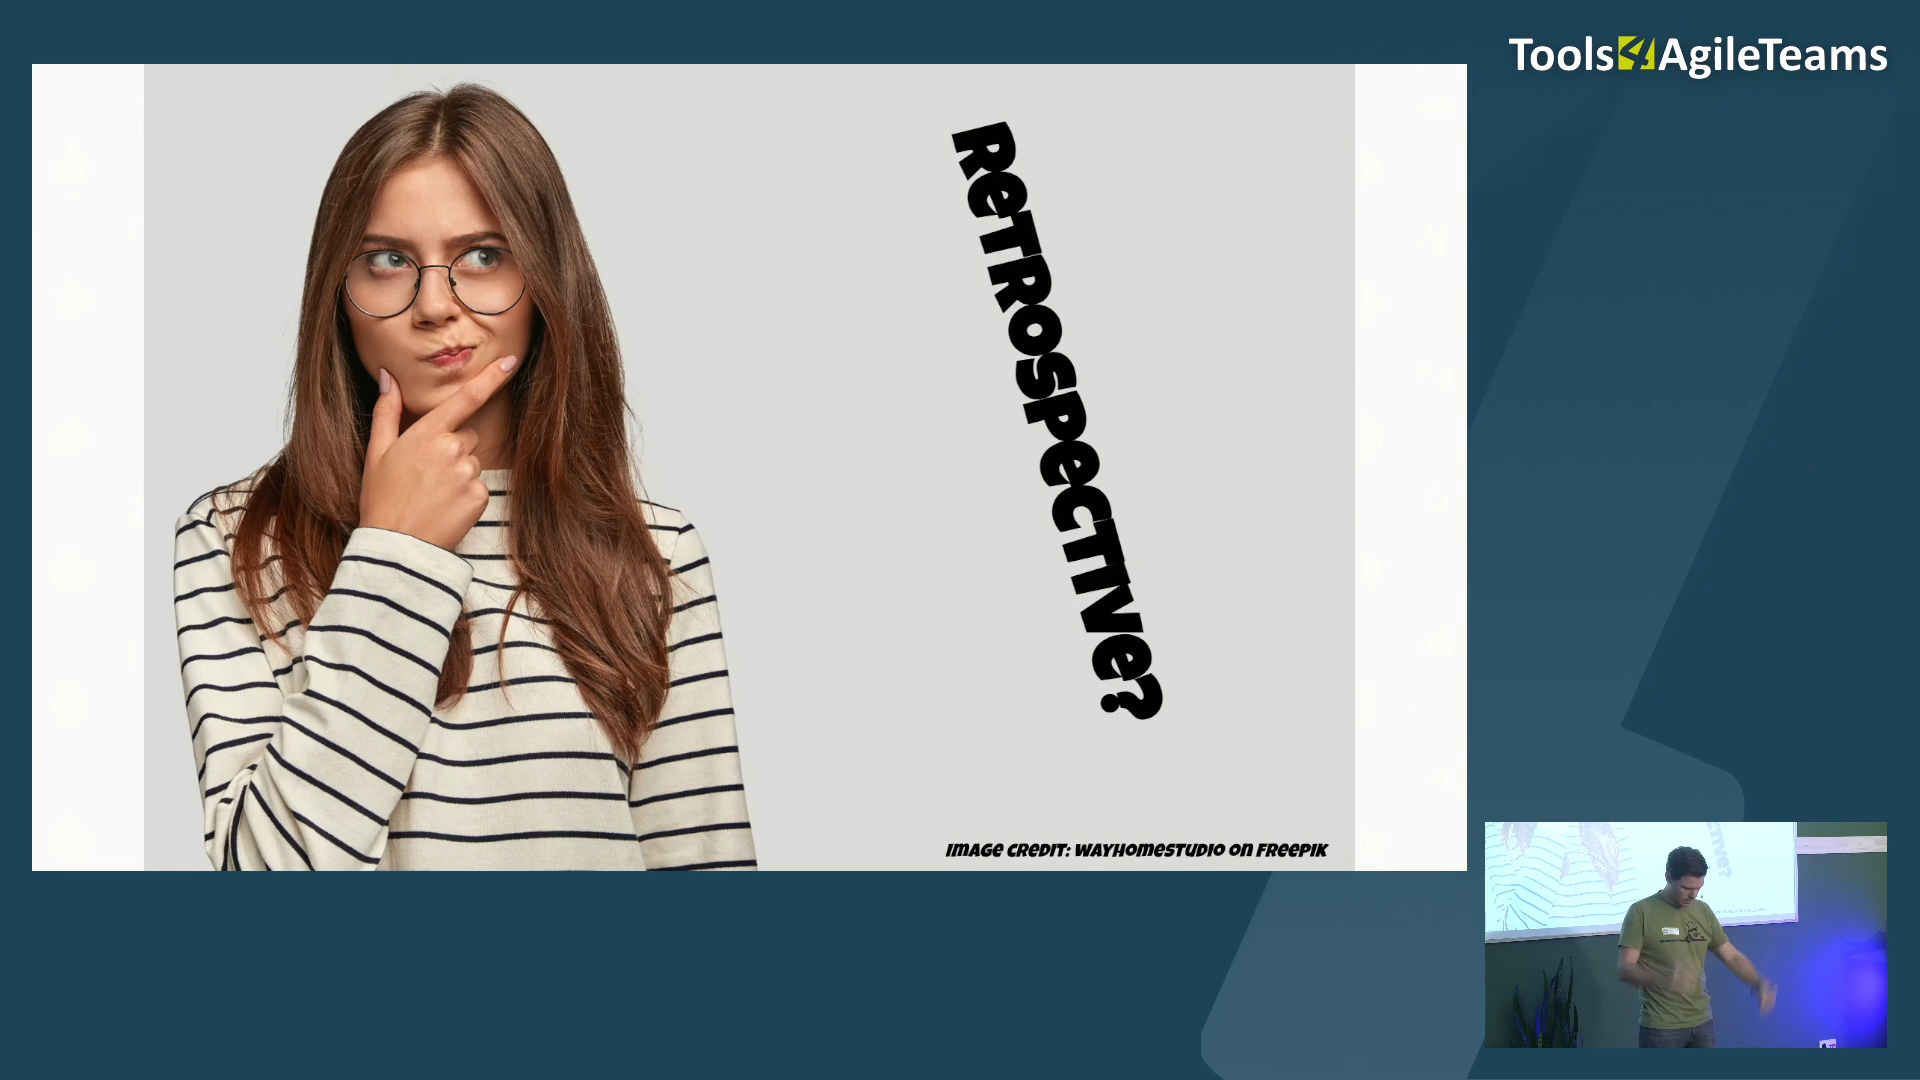 Tools4AgileTeams
Retrospective?
Image credit: wayhomestudio on Freepik